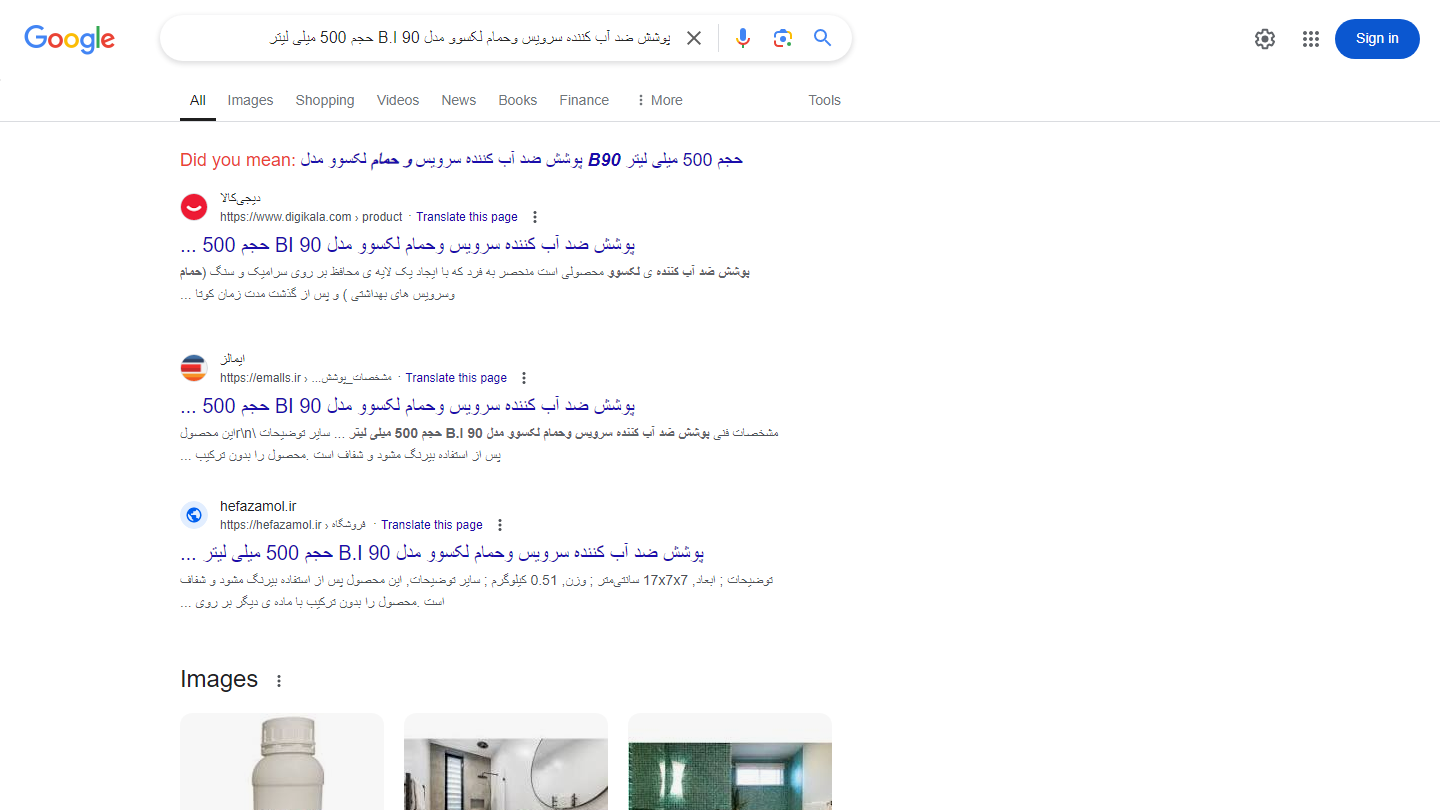 Google
پوشش ضد آب کننده سرویس وحمام لکسوو مدل B.I 90 حجم 500 میلی لیتر
Sign in
All Images Shopping Videos News Books Finance More Tools
Did you mean: پوشش ضد آب کننده سرویس و حمام لکسوو مدل B90 حجم 500 میلی لیتر
دیجی‌کالا
https://www.digikala.com › product · Translate this page
پوشش ضد آب کننده سرویس وحمام لکسوو مدل BI 90 حجم 500 ...
پوشش ضد آب کننده ی لکسوو محصولی است منحصر به فرد که با ایجاد یک لایه ی محافظ بر روی سرامیک و سنگ (حمام
وسرویس های بهداشتی ) و پس از گذشت مدت زمان کوتا ...
ایمالز
https://emalls.ir › ...مشخصات_پوشش · Translate this page
پوشش ضد آب کننده سرویس وحمام لکسوو مدل BI 90 حجم 500 ...
مشخصات فنی پوشش ضد آب کننده سرویس وحمام لکسوو مدل B.I 90 حجم 500 میلی لیتر ... سایر توضیحات \r\nاین محصول
پس از استفاده بیرنگ مشود و شفاف است .محصول را بدون ترکیب ...
hefazamol.ir
https://hefazamol.ir › فروشگاه · Translate this page
پوشش ضد آب کننده سرویس وحمام لکسوو مدل B.I 90 حجم 500 میلی لیتر ...
توضیحات ; ابعاد, 17x7x7 سانتی‌متر ; وزن, 0.51 کیلوگرم ; سایر توضیحات, این محصول پس از استفاده بیرنگ مشود و شفاف
است .محصول را بدون ترکیب با ماده ی دیگر بر روی ...
Images